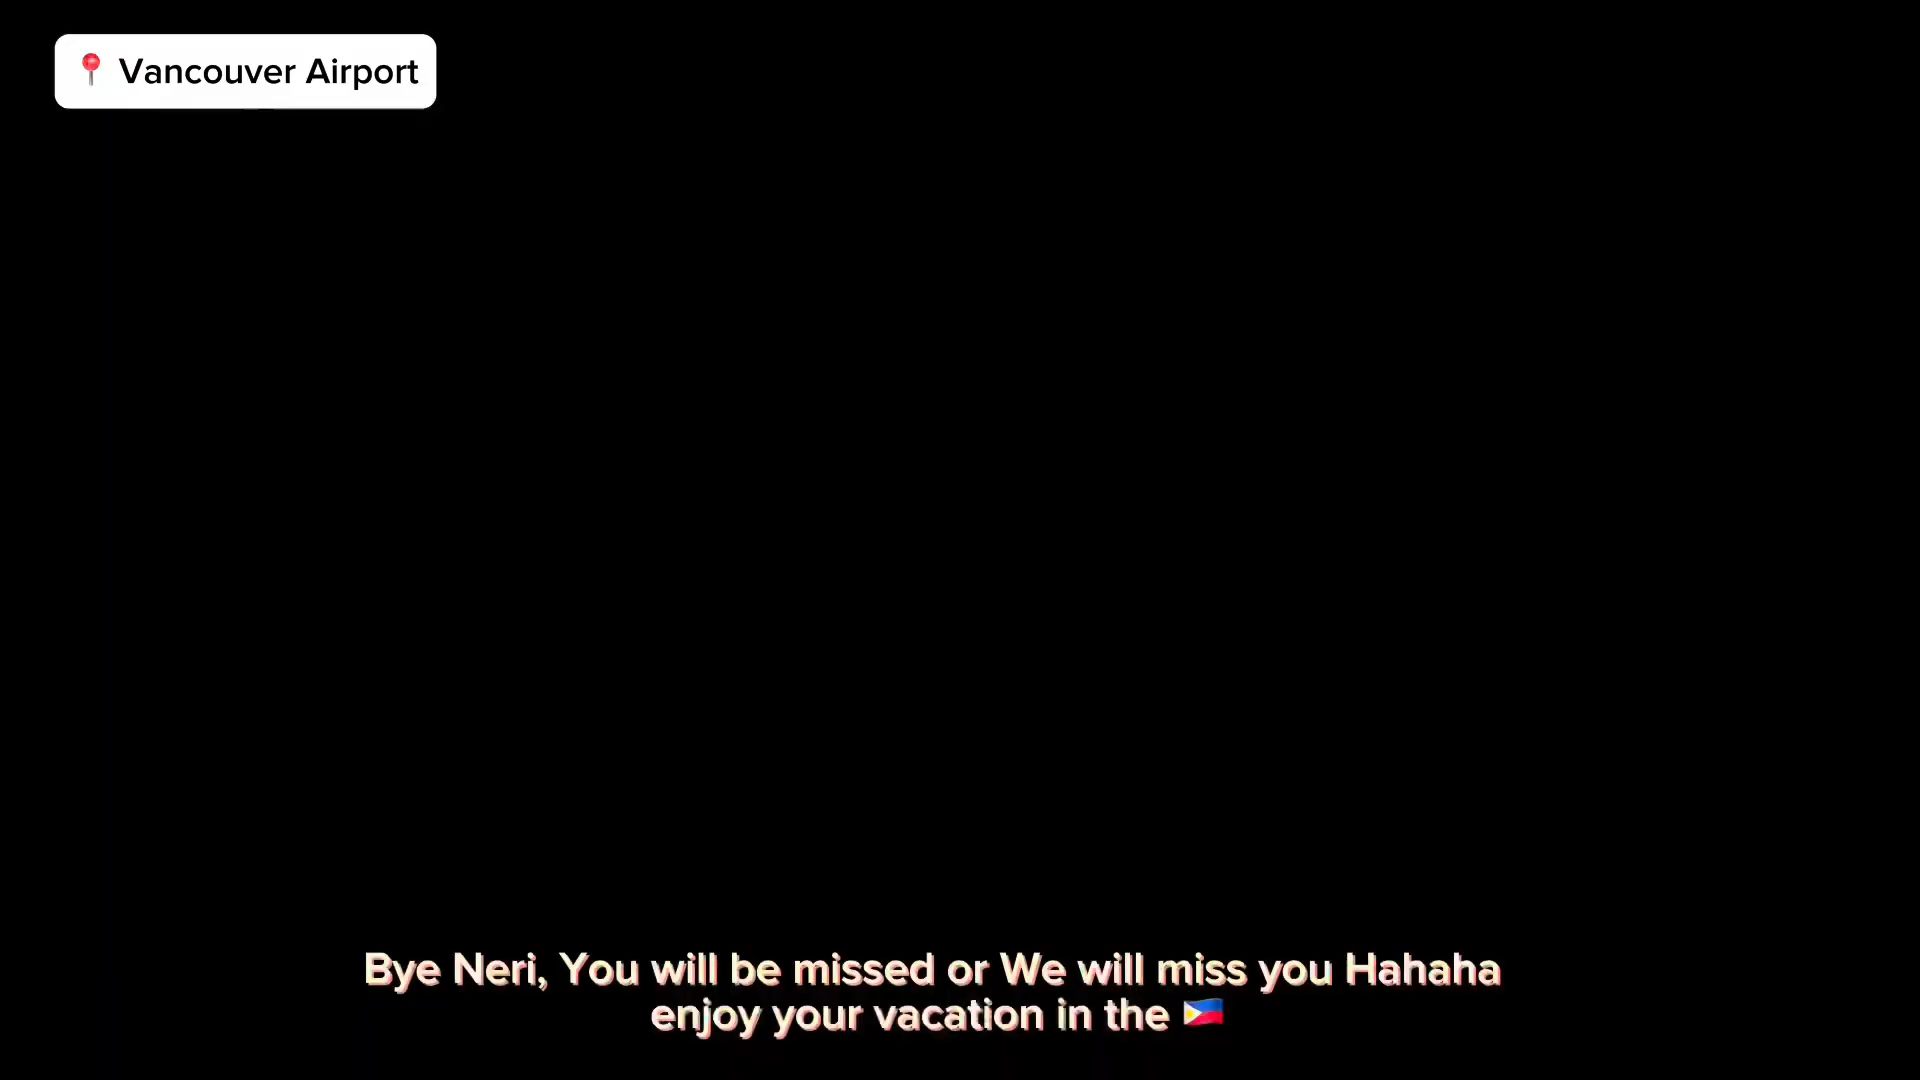 📍 Vancouver Airport
Bye Neri, You will be missed or We will miss you Hahaha
enjoy your vacation in the 🇵🇭